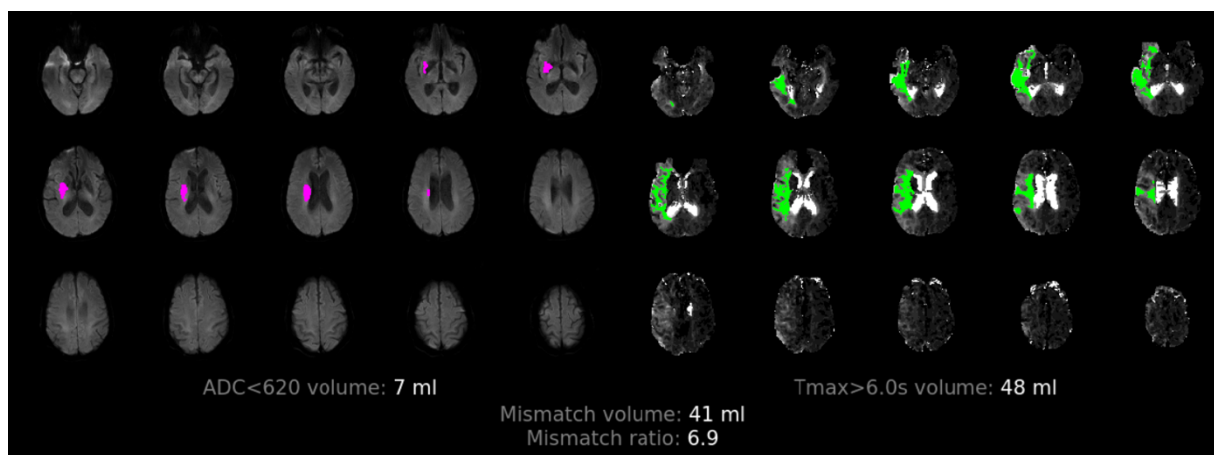 ADC<620 volume: 7 ml
Tmax>6.0s volume: 48 ml
Mismatch volume: 41 ml
Mismatch ratio: 6.9